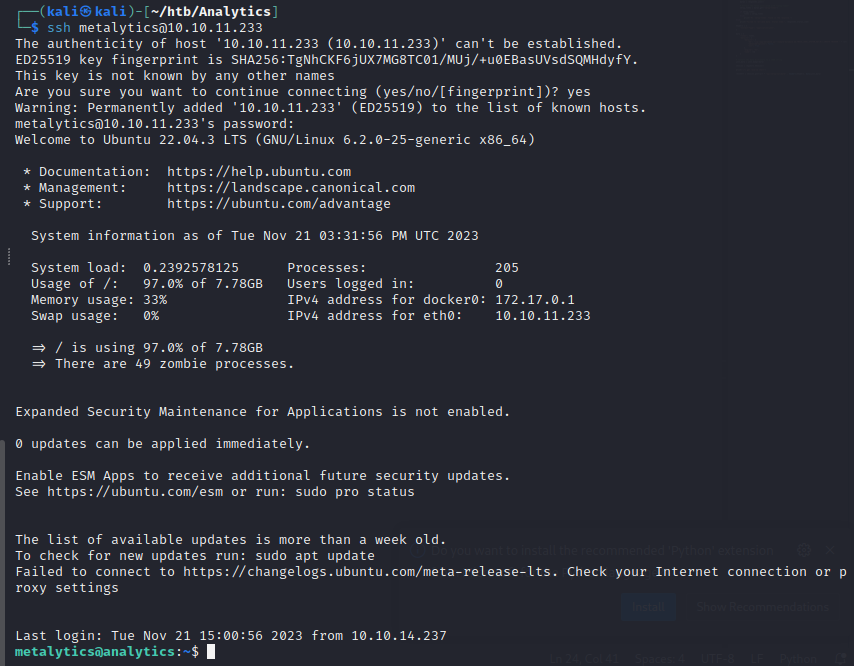 ┌──(kali㉿kali)-[~/htb/Analytics]
└─$ ssh metalytics@10.10.11.233
The authenticity of host '10.10.11.233 (10.10.11.233)' can't be established.
ED25519 key fingerprint is SHA256:TgNhCKF6jUX7MG8TC01/MUj/+u0EBasUVsdSQMHdyfY.
This key is not known by any other names
Are you sure you want to continue connecting (yes/no/[fingerprint])? yes
Warning: Permanently added '10.10.11.233' (ED25519) to the list of known hosts.
metalytics@10.10.11.233's password:
Welcome to Ubuntu 22.04.3 LTS (GNU/Linux 6.2.0-25-generic x86_64)
* Documentation:  https://help.ubuntu.com
* Management:     https://landscape.canonical.com
* Support:        https://ubuntu.com/advantage
System information as of Tue Nov 21 03:31:56 PM UTC 2023
System load:  0.2392578125      Processes:                205
Usage of /:   97.0% of 7.78GB   Users logged in:          0
Memory usage: 33%               IPv4 address for docker0: 172.17.0.1
Swap usage:   0%                IPv4 address for eth0:    10.10.11.233
=> / is using 97.0% of 7.78GB
=> There are 49 zombie processes.
Expanded Security Maintenance for Applications is not enabled.
0 updates can be applied immediately.
Enable ESM Apps to receive additional future security updates.
See https://ubuntu.com/esm or run: sudo pro status
The list of available updates is more than a week old.
Do you want to install the recommended 'Python' extension
To check for new updates run: sudo apt update
Failed to connect to https://changelogs.ubuntu.com/meta-release-lts. Check your Internet connection or p
roxy settings
Install Show Recommendations
Last login: Tue Nov 21 15:00:56 2023 from 10.10.14.237
metalytics@analytics:~$